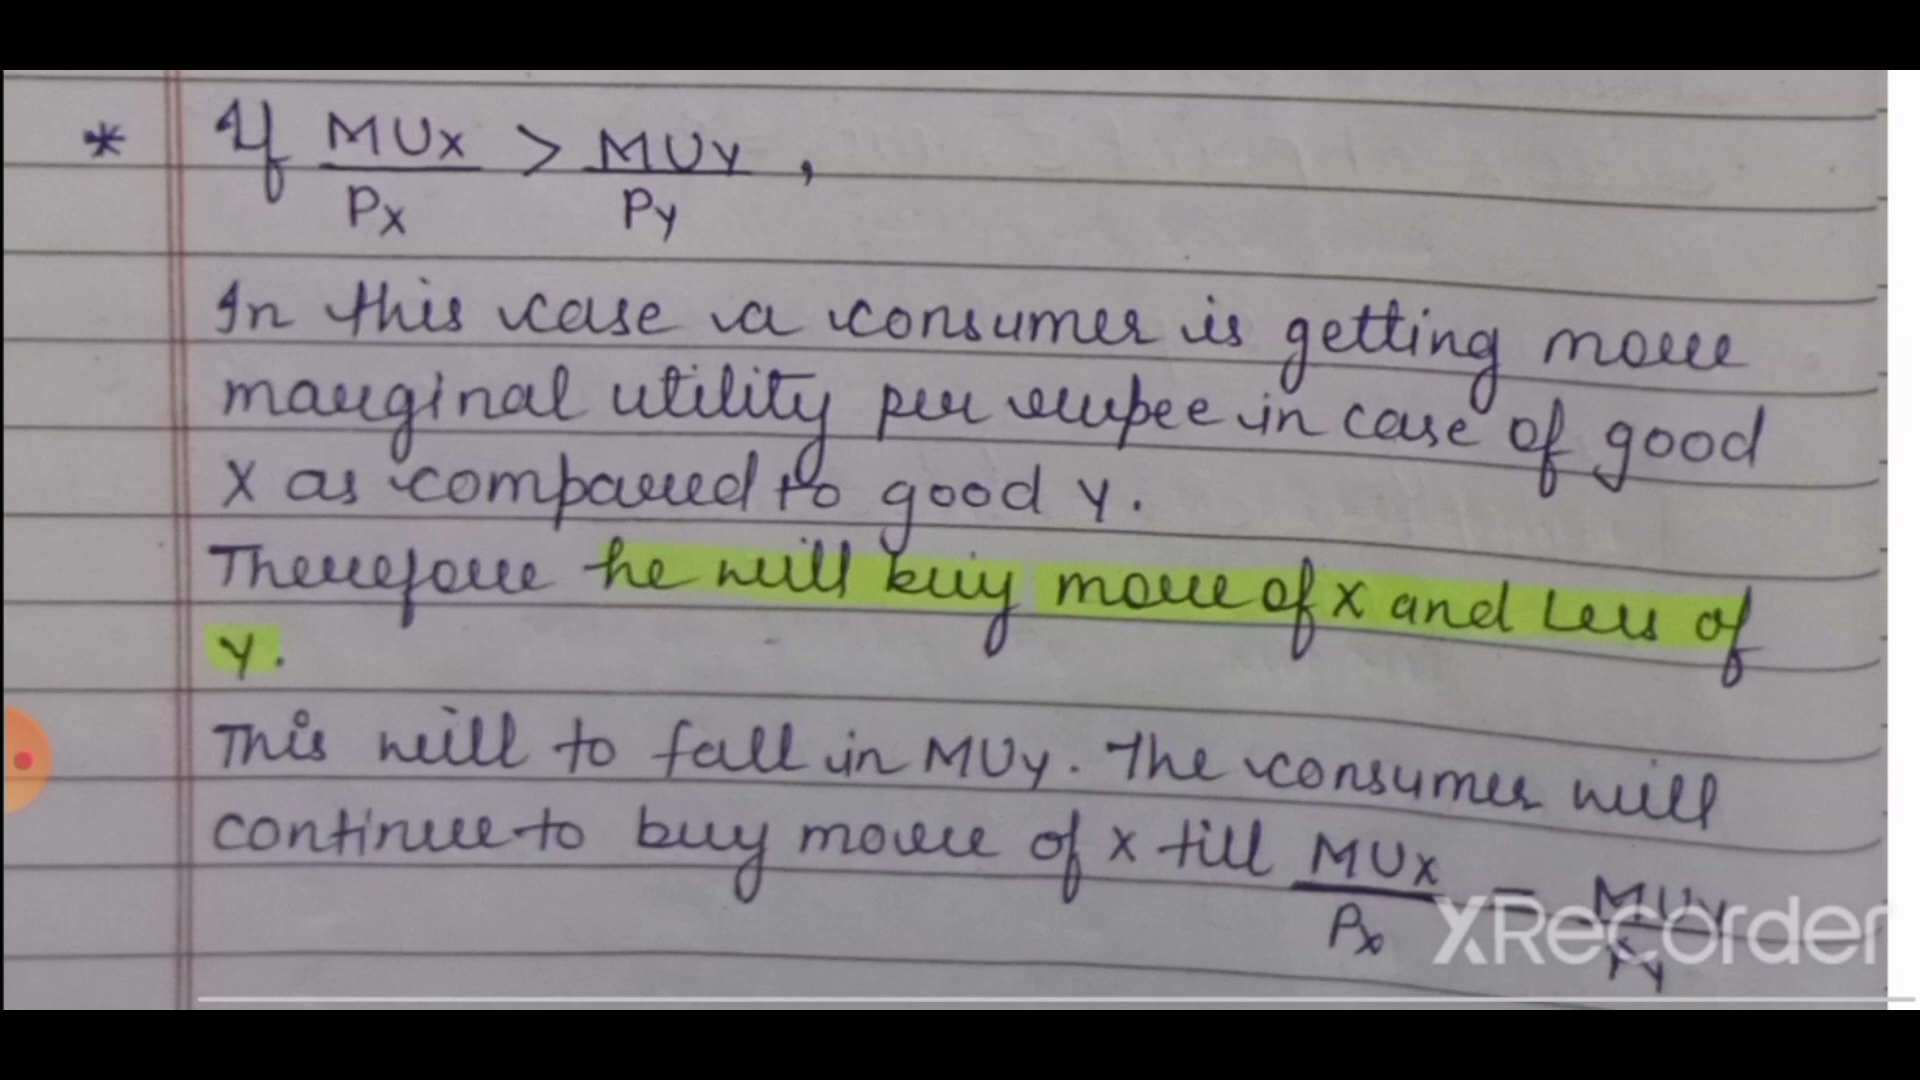 * If MUx/Px > MUy/Py ,
In this case a consumer is getting more
marginal utility per rupee in case of good
X as compared to good y.
Therefore he will buy more of x and Less of
y.
This will to fall in MUy. The consumer will
continue to buy more of x till MUx/Px = MUy/Py
XRecorder